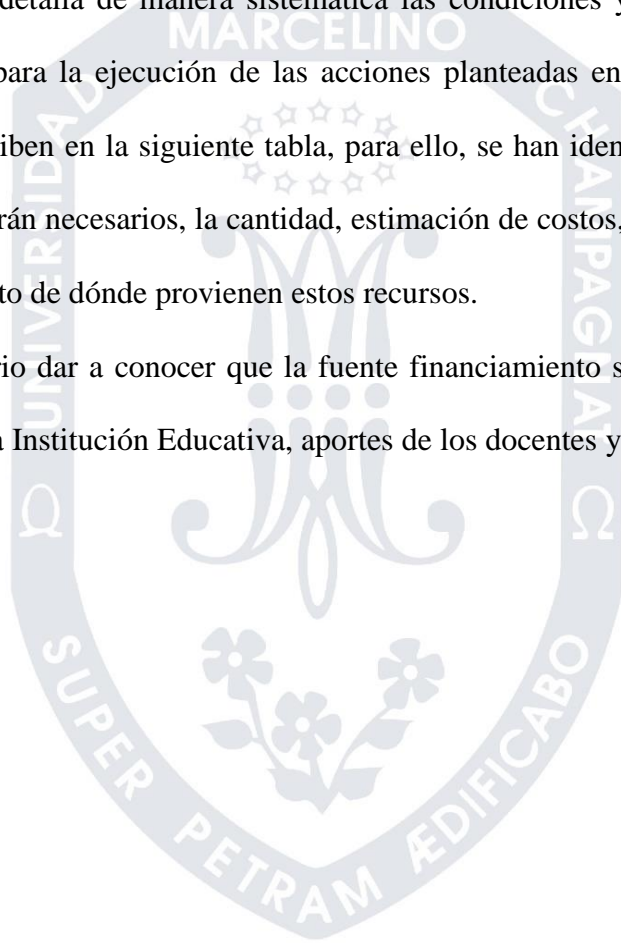 detalla de manera sistemática las condiciones y
para la ejecución de las acciones planteadas en
iben en la siguiente tabla, para ello, se han iden
rán necesarios, la cantidad, estimación de costos,
to de dónde provienen estos recursos.
rio dar a conocer que la fuente financiamiento s
a Institución Educativa, aportes de los docentes y
UNIVERSIDAD
MARCELINO
CHAMPAGNAT
Ω Ω
SUPER PETRAM ÆDIFICABO